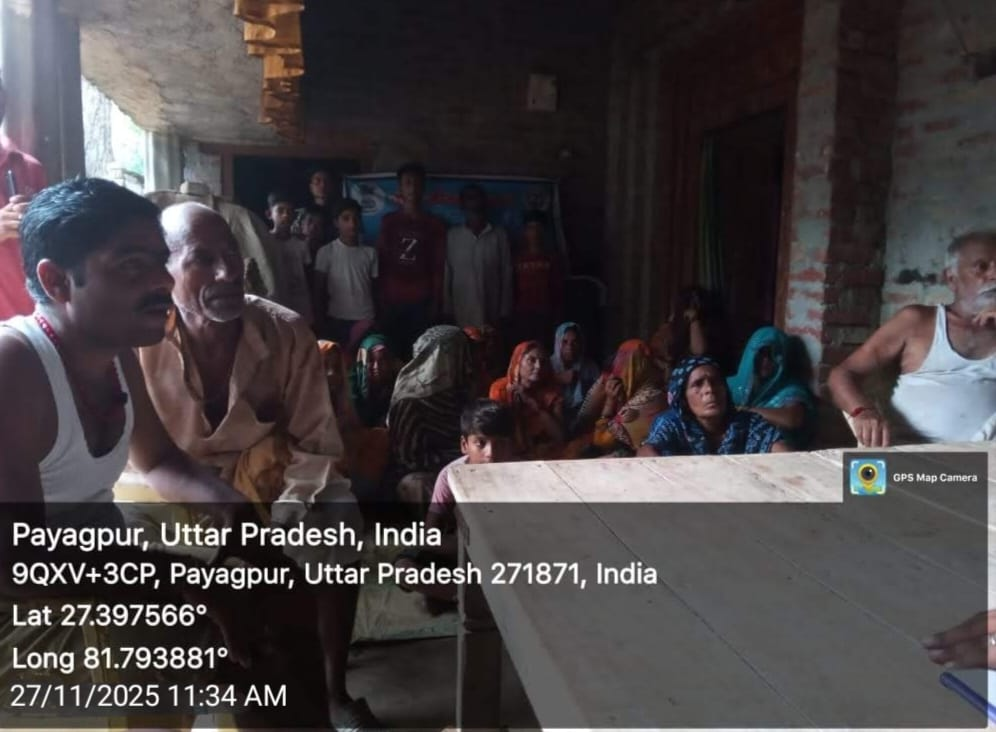 Z
GPS Map Camera
Payagpur, Uttar Pradesh, India
9QXV+3CP, Payagpur, Uttar Pradesh 271871, India
Lat 27.397566°
Long 81.793881°
27/11/2025 11:34 AM